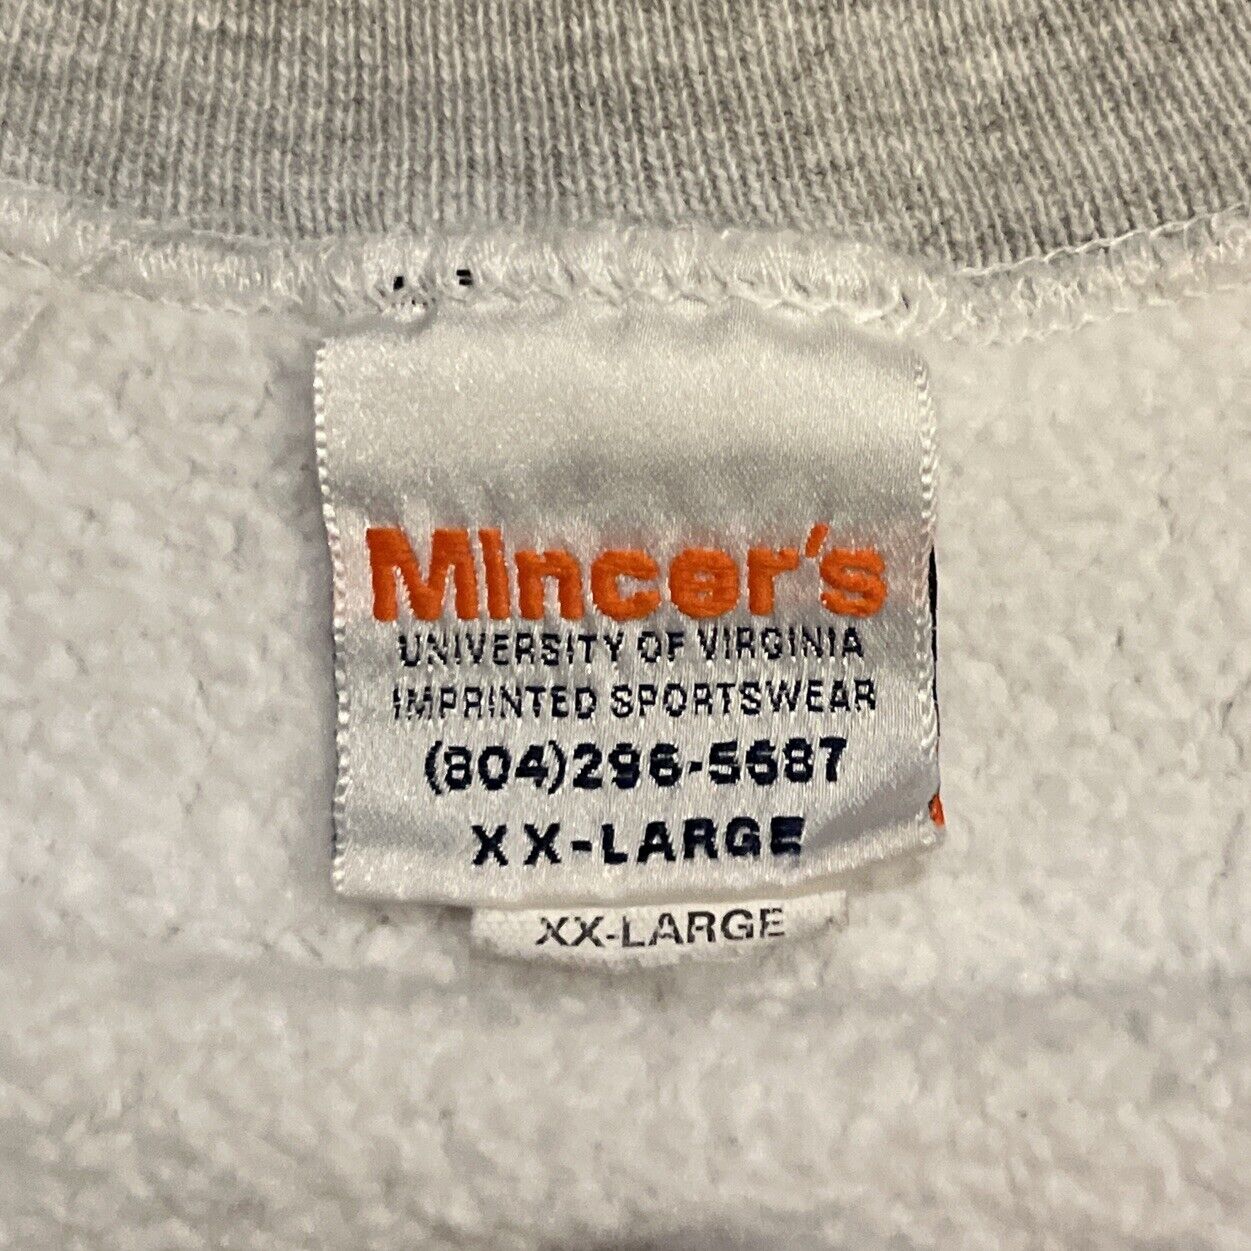 Mincer's
UNIVERSITY OF VIRGINIA
IMPRINTED SPORTSWEAR
(804)296-5687
XX-LARGE
XX-LARGE